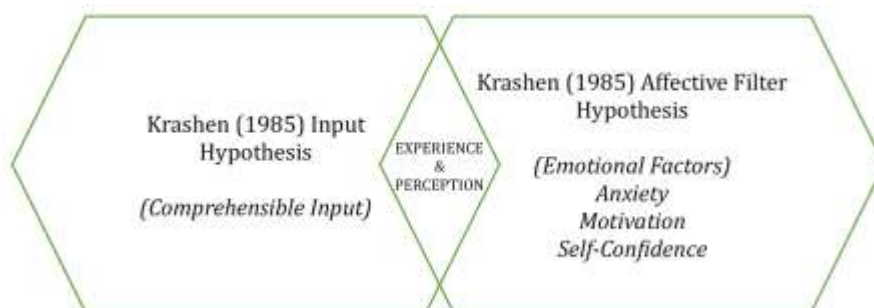 Krashen (1985) Input
Hypothesis
(Comprehensible Input)
EXPERIENCE
&
PERCEPTION
Krashen (1985) Affective Filter
Hypothesis
(Emotional Factors)
Anxiety
Motivation
Self-Confidence